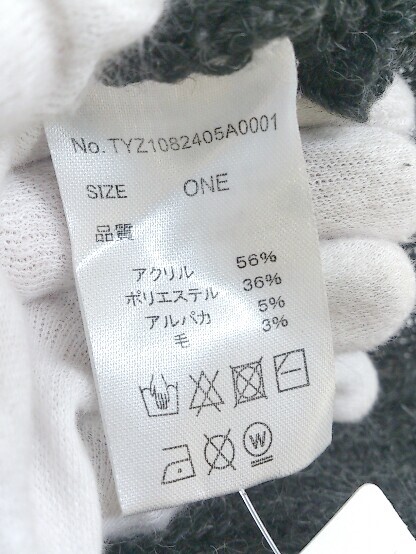 No.TYZ1082405A0001
SIZE ONE
品質
アクリル 56%
ポリエステル 36%
アルパカ 5%
毛 3%
W